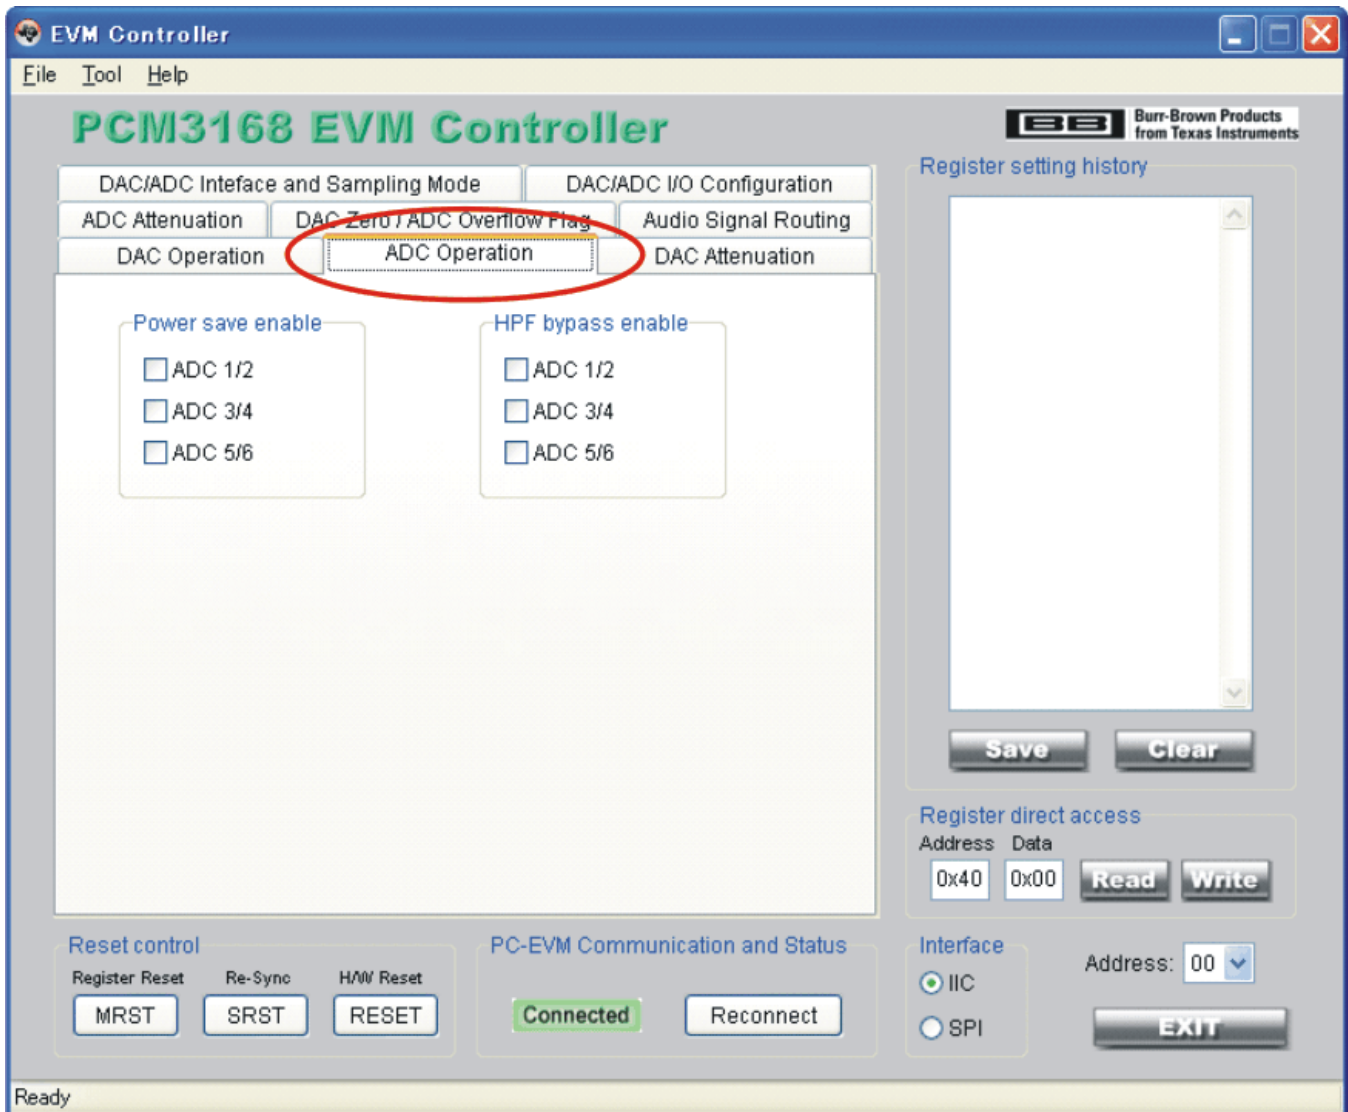 EVM Controller
File Tool Help
PCM3168 EVM Controller
BB Burr-Brown Products
from Texas Instruments
DAC/ADC Inteface and Sampling Mode DAC/ADC I/O Configuration
ADC Attenuation DAC Zero / ADC Overflow Flag Audio Signal Routing
DAC Operation ADC Operation DAC Attenuation
Power save enable
ADC 1/2
ADC 3/4
ADC 5/6
HPF bypass enable
ADC 1/2
ADC 3/4
ADC 5/6
Register setting history
Save Clear
Register direct access
Address Data
0x40 0x00 Read Write
Reset control
Register Reset Re-Sync H/W Reset
MRST SRST RESET
PC-EVM Communication and Status
Connected Reconnect
Interface
IIC
SPI
Address: 00
EXIT
Ready